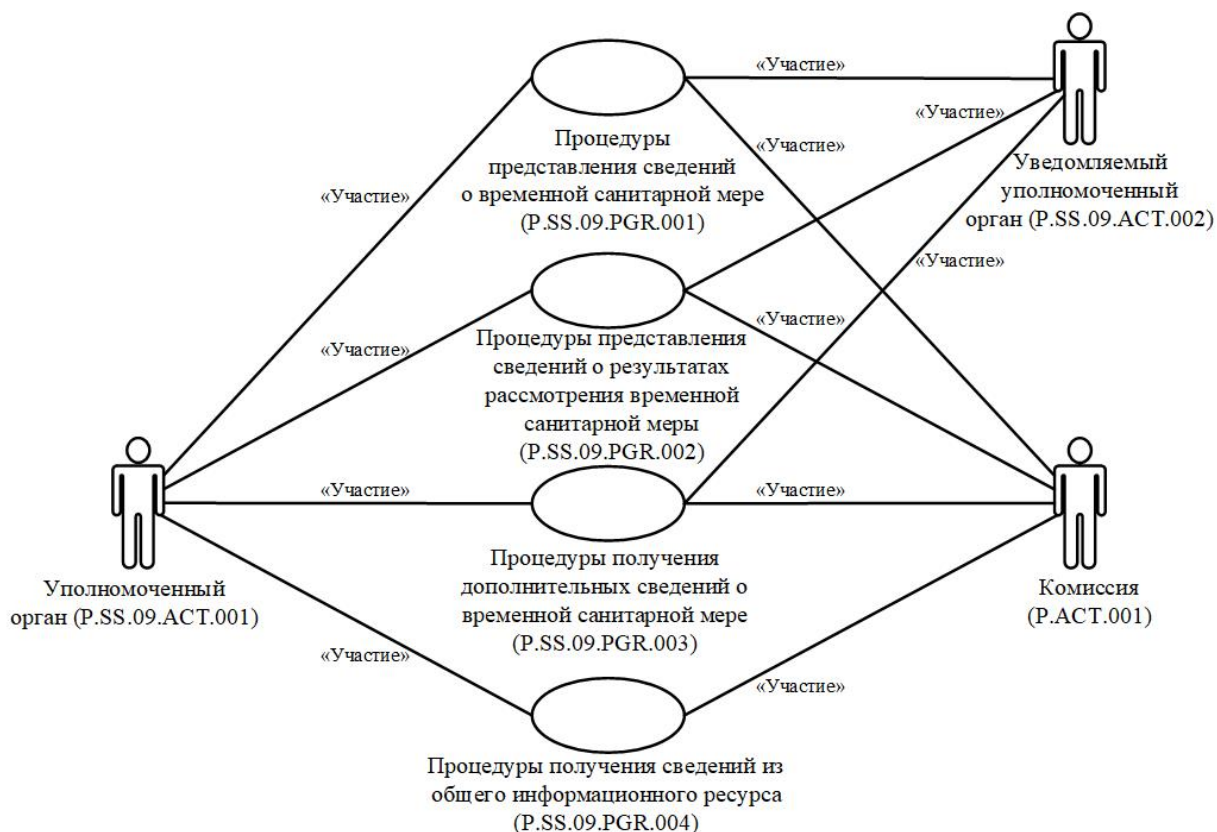 «Участие»
«Участие»
«Участие»
Процедуры
представления сведений
о временной санитарной мере
(P.SS.09.PGR.001)
Уведомляемый
уполномоченный
орган (P.SS.09.ACT.002)
«Участие»
«Участие»
«Участие»
«Участие»
Процедуры представления
сведений о результатах
рассмотрения временной
санитарной меры
(P.SS.09.PGR.002)
«Участие»
«Участие»
Процедуры получения
дополнительных сведений о
временной санитарной мере
(P.SS.09.PGR.003)
Уполномоченный
орган (P.SS.09.ACT.001)
Комиссия
(P.ACT.001)
«Участие»
«Участие»
Процедуры получения сведений из
общего информационного ресурса
(P.SS.09.PGR.004)